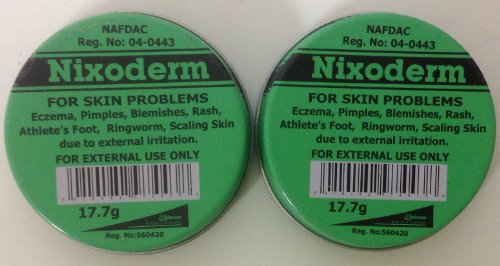 NAFDAC
Reg. No: 04-0443
Nixoderm
FOR SKIN PROBLEMS
Eczema, Pimples, Blemishes, Rash,
Athlete's Foot, Ringworm, Scaling Skin
due to external irritation.
FOR EXTERNAL USE ONLY
17.7g
Reg. No:560420
NAFDAC
Reg. No: 04-0443
Nixoderm
FOR SKIN PROBLEMS
Eczema, Pimples, Blemishes, Rash,
Athlete's Foot, Ringworm, Scaling Skin
due to external irritation.
FOR EXTERNAL USE ONLY
17.7g
Reg. No:560420